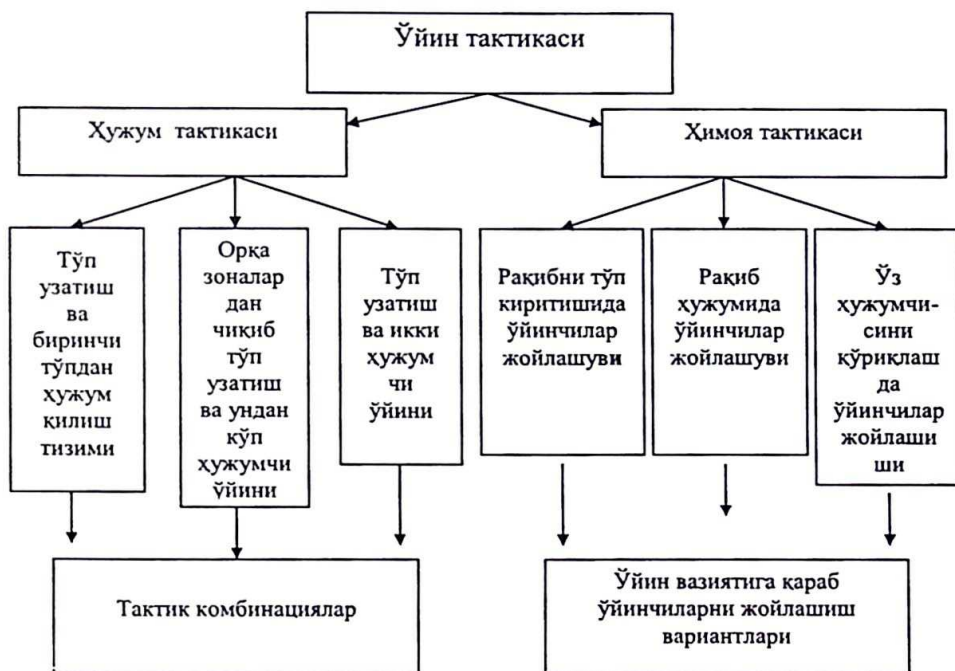 Ўйин тактикаси
Ҳужум тактикаси
Ҳимоя тактикаси
Тўп
узатиш
ва
биринчи
тўпдан
ҳужум
қилиш
тизими
Орқа
зоналар
дан
чиқиб
тўп
узатиш
ва ундан
кўп
ҳужумчи
ўйини
Тўп
узатиш
ва икки
ҳужум
чи
ўйини
Рақибни тўп
киритишида
ўйинчилар
жойлашуви
Рақиб
ҳужумида
ўйинчилар
жойлашуви
Ўз
ҳужумчи-
сини
қўриқлаш
да
ўйинчилар
жойлаши
ши
Тактик комбинациялар
Ўйин вазиятига қараб
ўйинчиларни жойлашиш
вариантлари